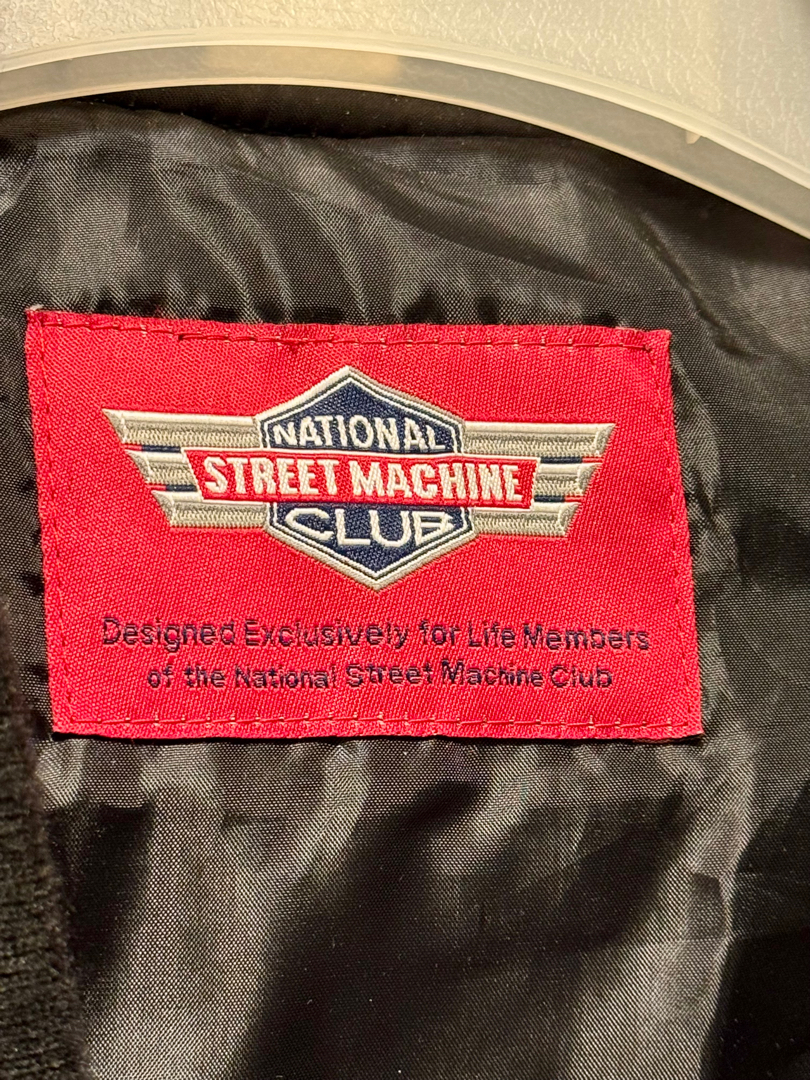 NATIONAL
STREET MACHINE
CLUB
Designed Exclusively for Life Members
of the National Street Machine Club